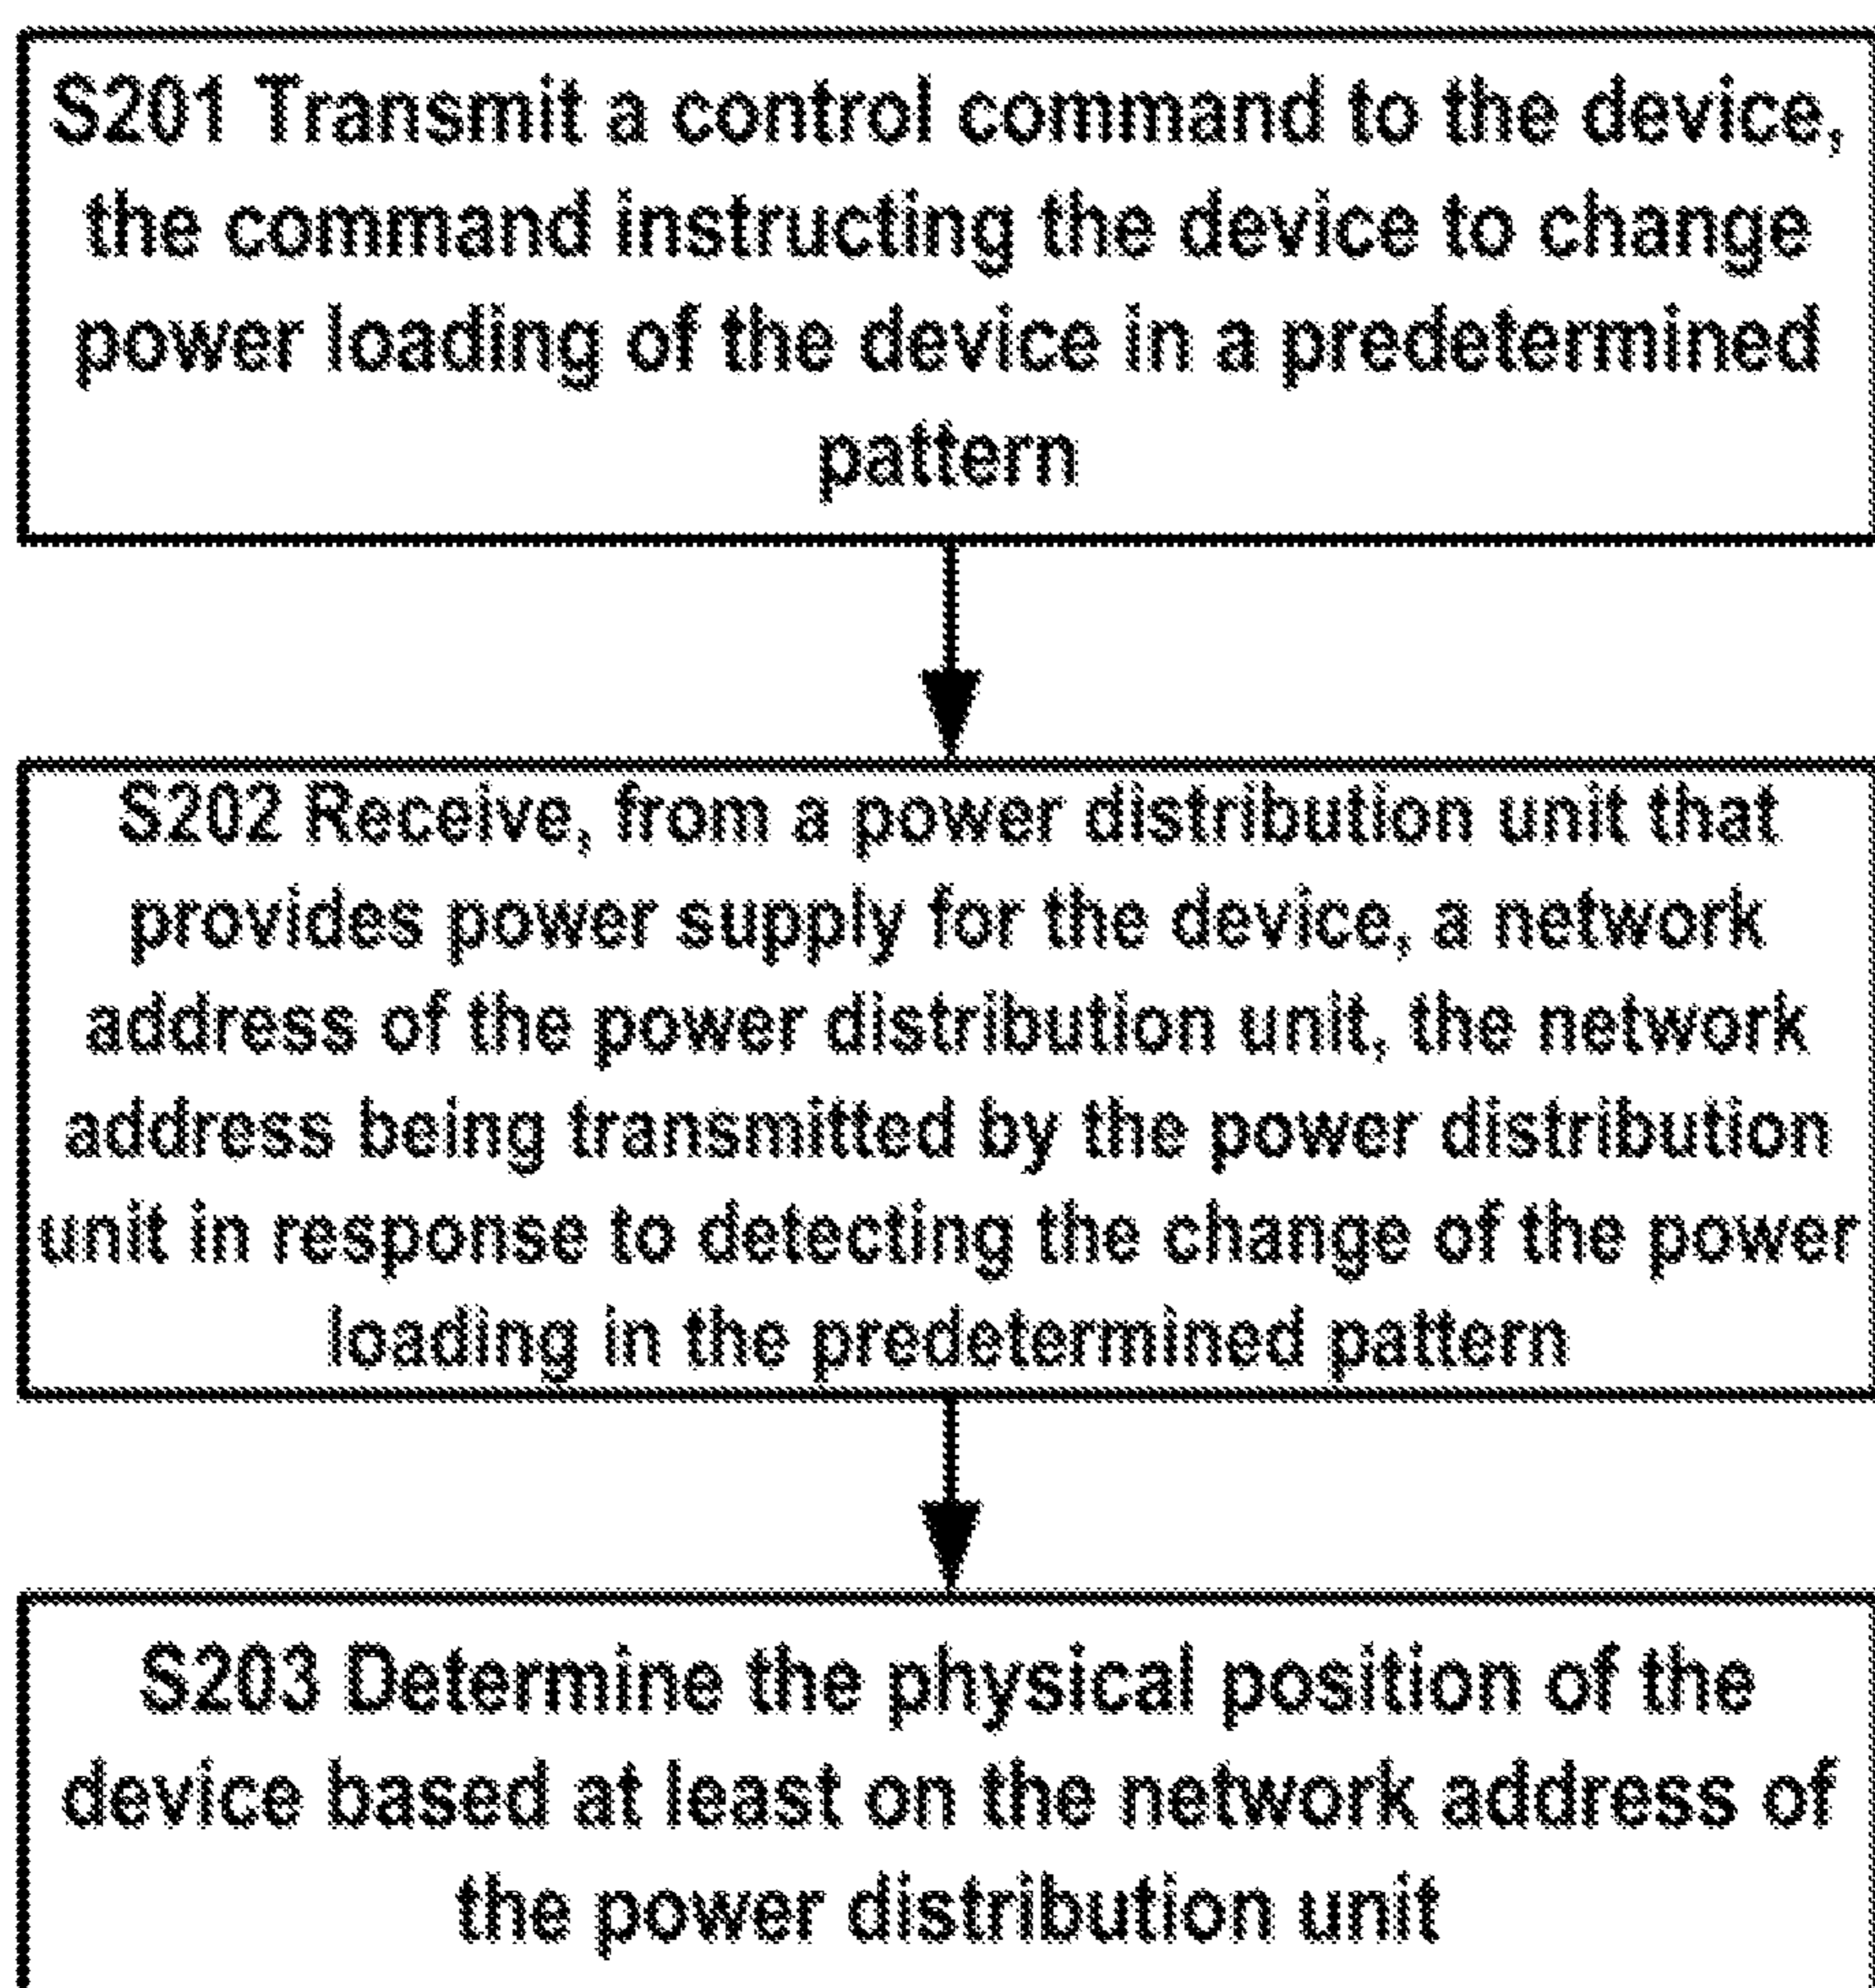 S201 Transmit a control command to the device,
the command instructing the device to change
power loading of the device in a predetermined
pattern
S202 Receive, from a power distribution unit that
provides power supply for the device, a network
address of the power distribution unit, the network
address being transmitted by the power distribution
unit in response to detecting the change of the power
loading in the predetermined pattern
S203 Determine the physical position of the
device based at least on the network address of
the power distribution unit